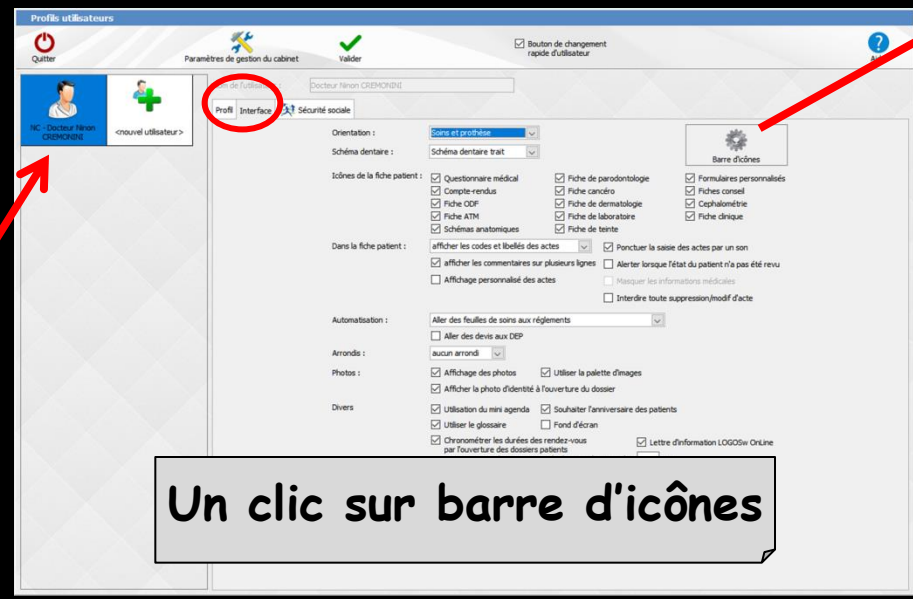 Profils utilisateurs
Quitter
Paramètres de gestion du cabinet
Valider
Bouton de changement
rapide d'utilisateur
NC - Docteur Ninon
CREMONINI
<nouvel utilisateur>
Docteur Ninon CREMONINI
Profil Interface Sécurité sociale
Orientation : Soins et prothèse
Barre d'icônes
Schéma dentaire : Schéma dentaire trait
Icônes de la fiche patient : Questionnaire médical Fiche de parodontologie Formulaires personnalisés
Compte-rendus Fiche cancéro Fiches conseil
Fiche ODF Fiche de dermatologie Cephalométrie
Fiche ATM Fiche de laboratoire Fiche clinique
Schémas anatomiques Fiche de teinte
Dans la fiche patient : afficher les codes et libellés des actes Ponctuer la saisie des actes par un son
afficher les commentaires sur plusieurs lignes Alerter lorsque l'état du patient n'a pas été revu
Affichage personnalisé des actes Masquer les informations médicales
Interdire toute suppression/modif d'acte
Automatisation : Aller des feuilles de soins aux réglements
Aller des devis aux DEP
Arrondis : aucun arrondi
Photos : Affichage des photos Utiliser la palette d'images
Afficher la photo d'identité à l'ouverture du dossier
Divers Utilisation du mini agenda Souhaiter l'anniversaire des patients
Utiliser le glossaire Fond d'écran
Chronométrer les durées des rendez-vous Lettre d'information LOGOSw OnLine
par l'ouverture des dossiers patients
Un clic sur barre d'icônes